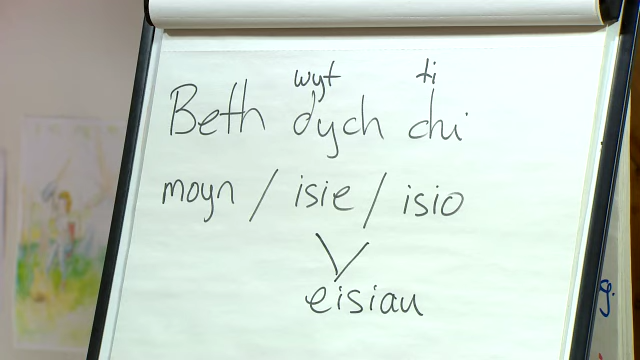 wyt ti
Beth dych chi
moyn / isie / isio
eisiau
g.